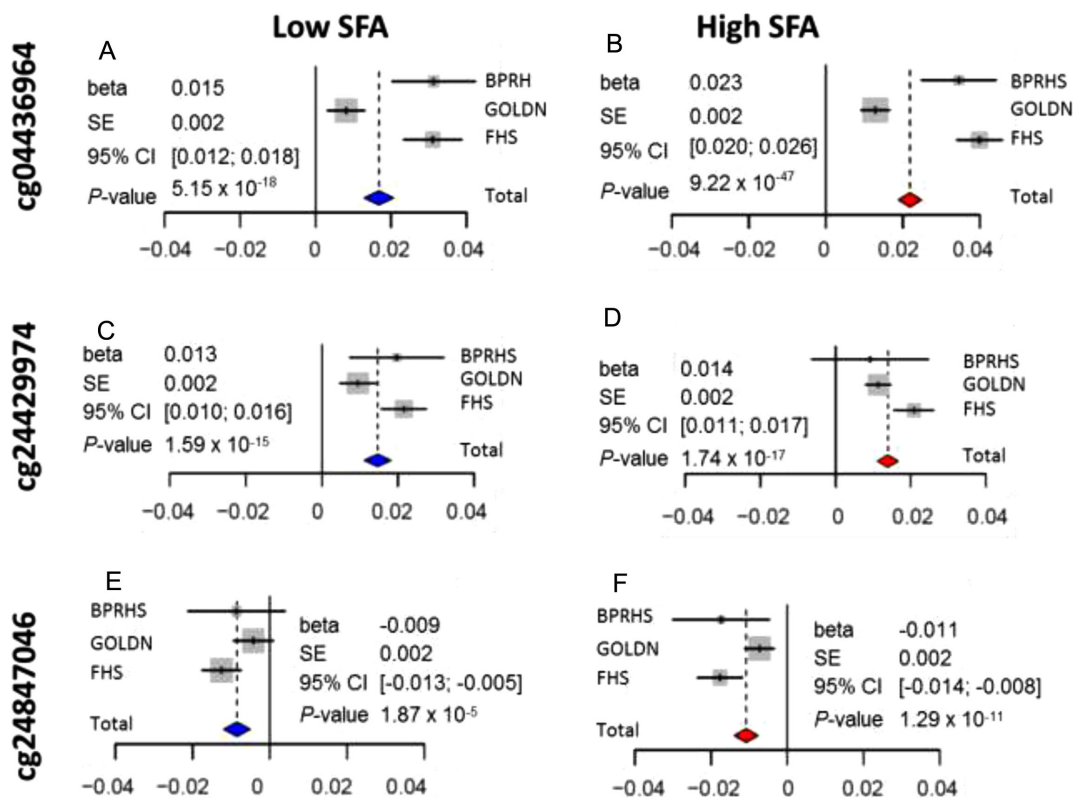 Low SFA
High SFA
cg04436964
A
beta 0.015
SE 0.002
95% CI [0.012; 0.018]
P-value 5.15 x 10-18
BPRH
GOLDN
FHS
Total
−0.04 −0.02 0 0.02 0.04
B
beta 0.023
SE 0.002
95% CI [0.020; 0.026]
P-value 9.22 x 10-47
BPRHS
GOLDN
FHS
Total
−0.04 −0.02 0 0.02 0.04
cg24429974
C
beta 0.013
SE 0.002
95% CI [0.010; 0.016]
P-value 1.59 x 10-15
BPRHS
GOLDN
FHS
Total
−0.04 −0.02 0 0.02 0.04
D
beta 0.014
SE 0.002
95% CI [0.011; 0.017]
P-value 1.74 x 10-17
BPRHS
GOLDN
FHS
Total
−0.04 −0.02 0 0.02 0.04
cg24847046
E
BPRHS
GOLDN
FHS
Total
beta -0.009
SE 0.002
95% CI [-0.013; -0.005]
P-value 1.87 x 10-5
−0.04 −0.02 0 0.02 0.04
F
BPRHS
GOLDN
FHS
Total
beta -0.011
SE 0.002
95% CI [-0.014; -0.008]
P-value 1.29 x 10-11
−0.04 −0.02 0 0.02 0.04